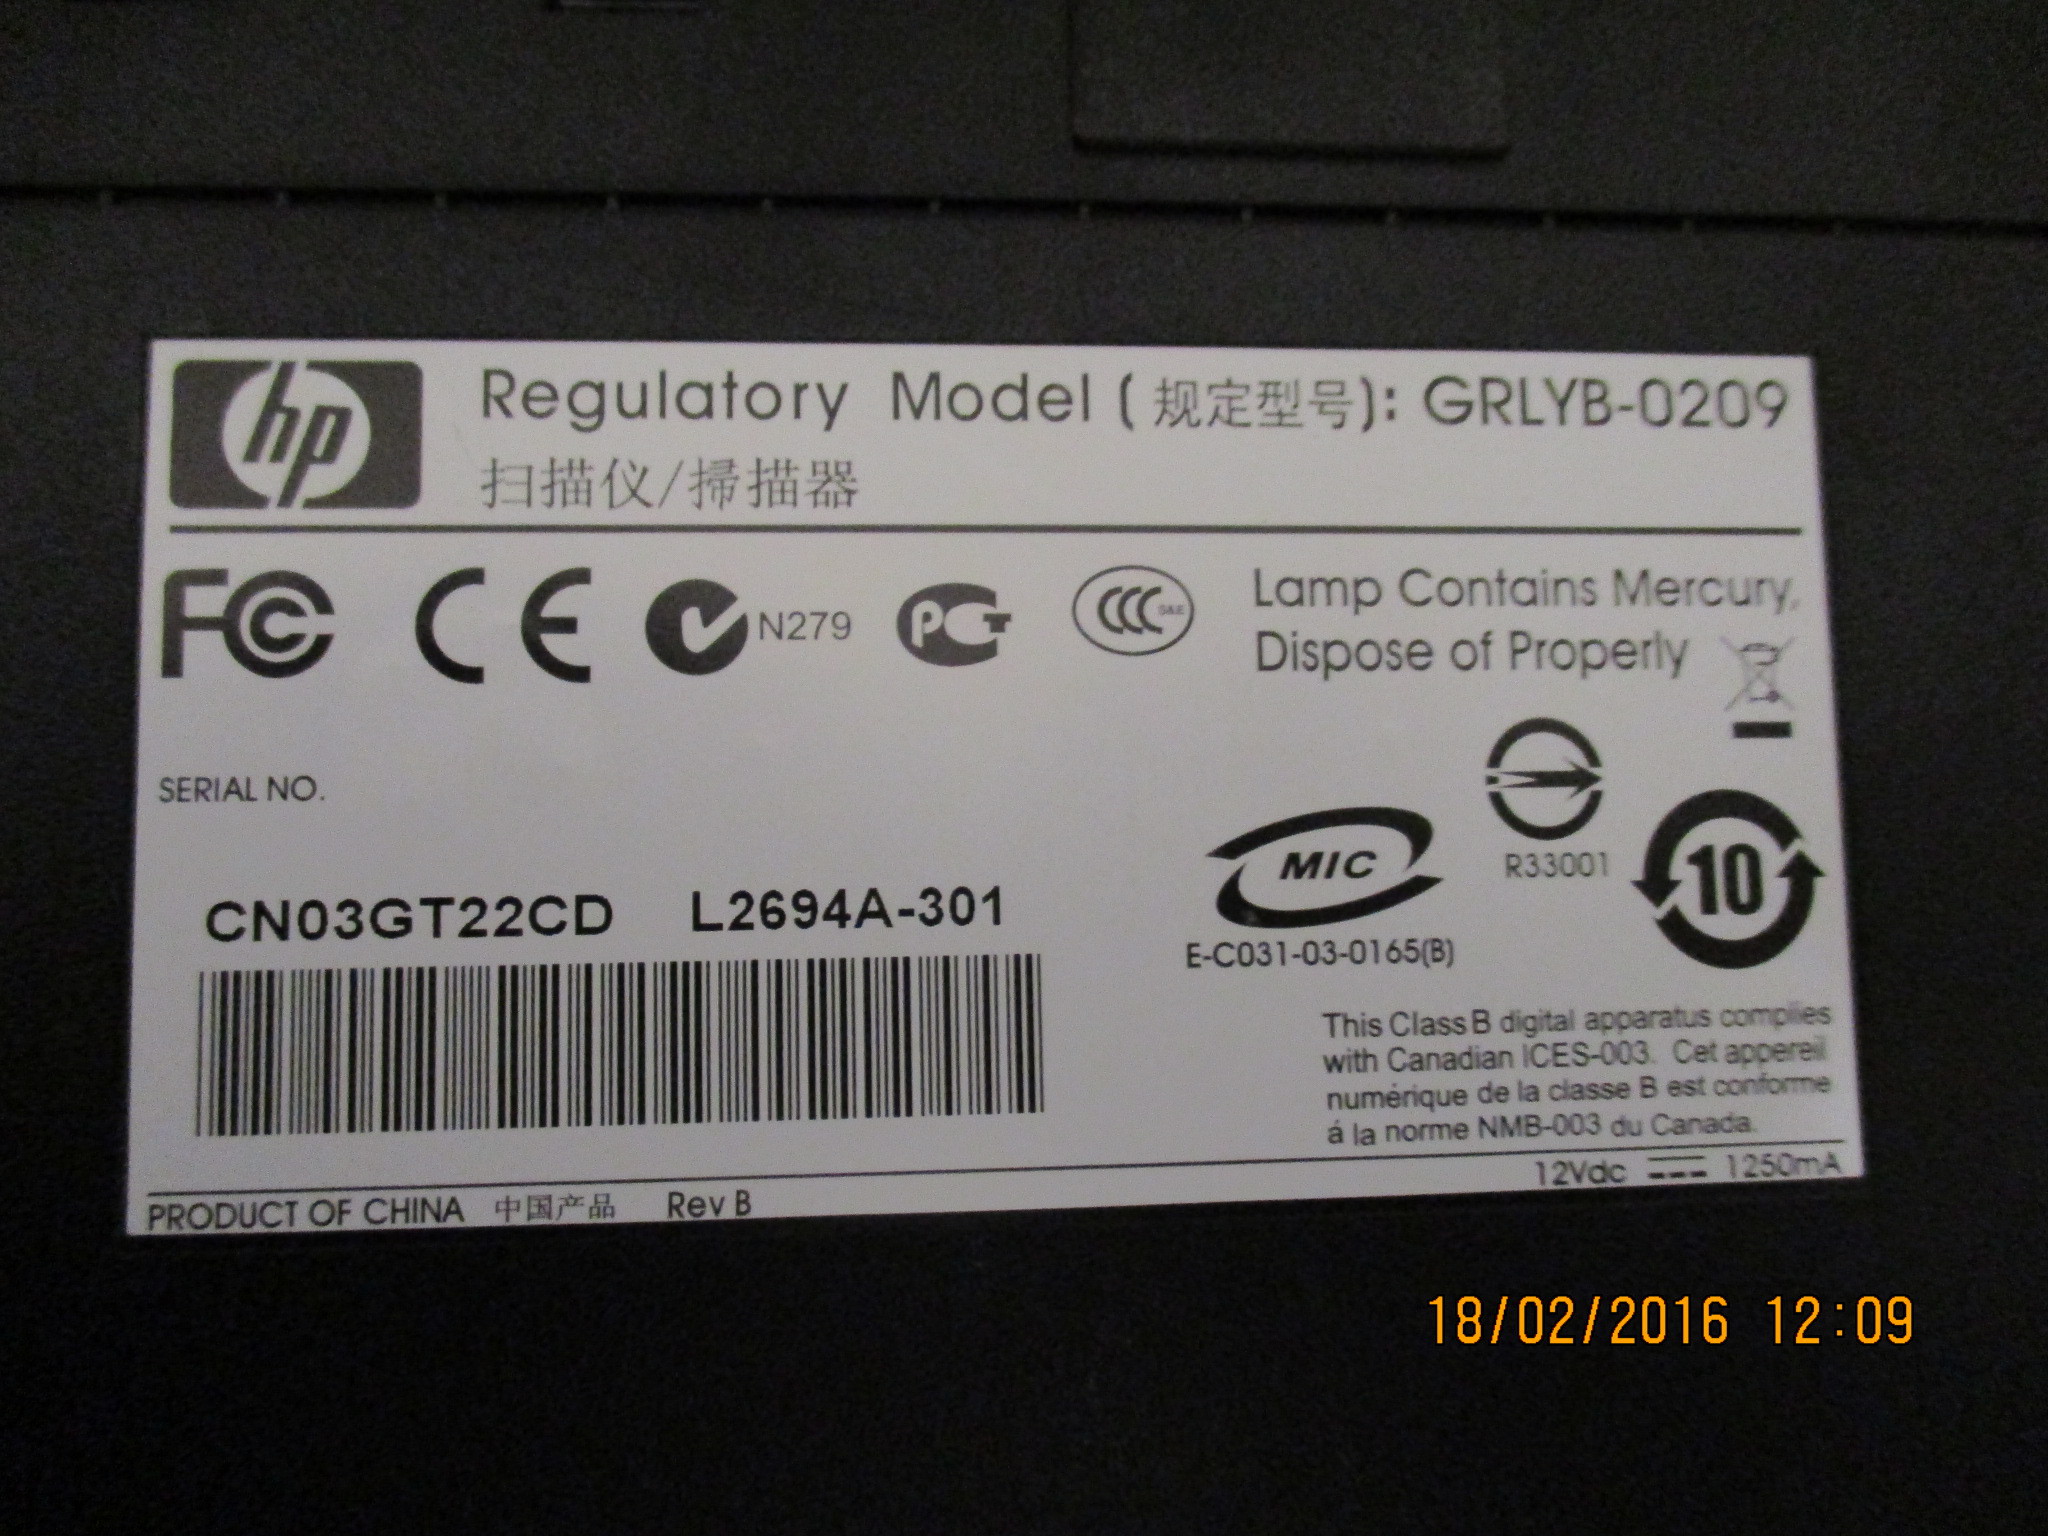 hp
Regulatory Model (规定型号): GRLYB-0209
扫描仪/掃描器
FC CE N279 PCT CCC S&E
Lamp Contains Mercury,
Dispose of Properly
SERIAL NO.
R33001
10
MIC
E-C031-03-0165(B)
CN03GT22CD L2694A-301
This Class B digital apparatus complies
with Canadian ICES-003. Cet appereil
numérique de la classe B est conforme
á la norme NMB-003 du Canada.
12Vdc 1250mA
PRODUCT OF CHINA 中国产品 Rev B
18/02/2016 12:09